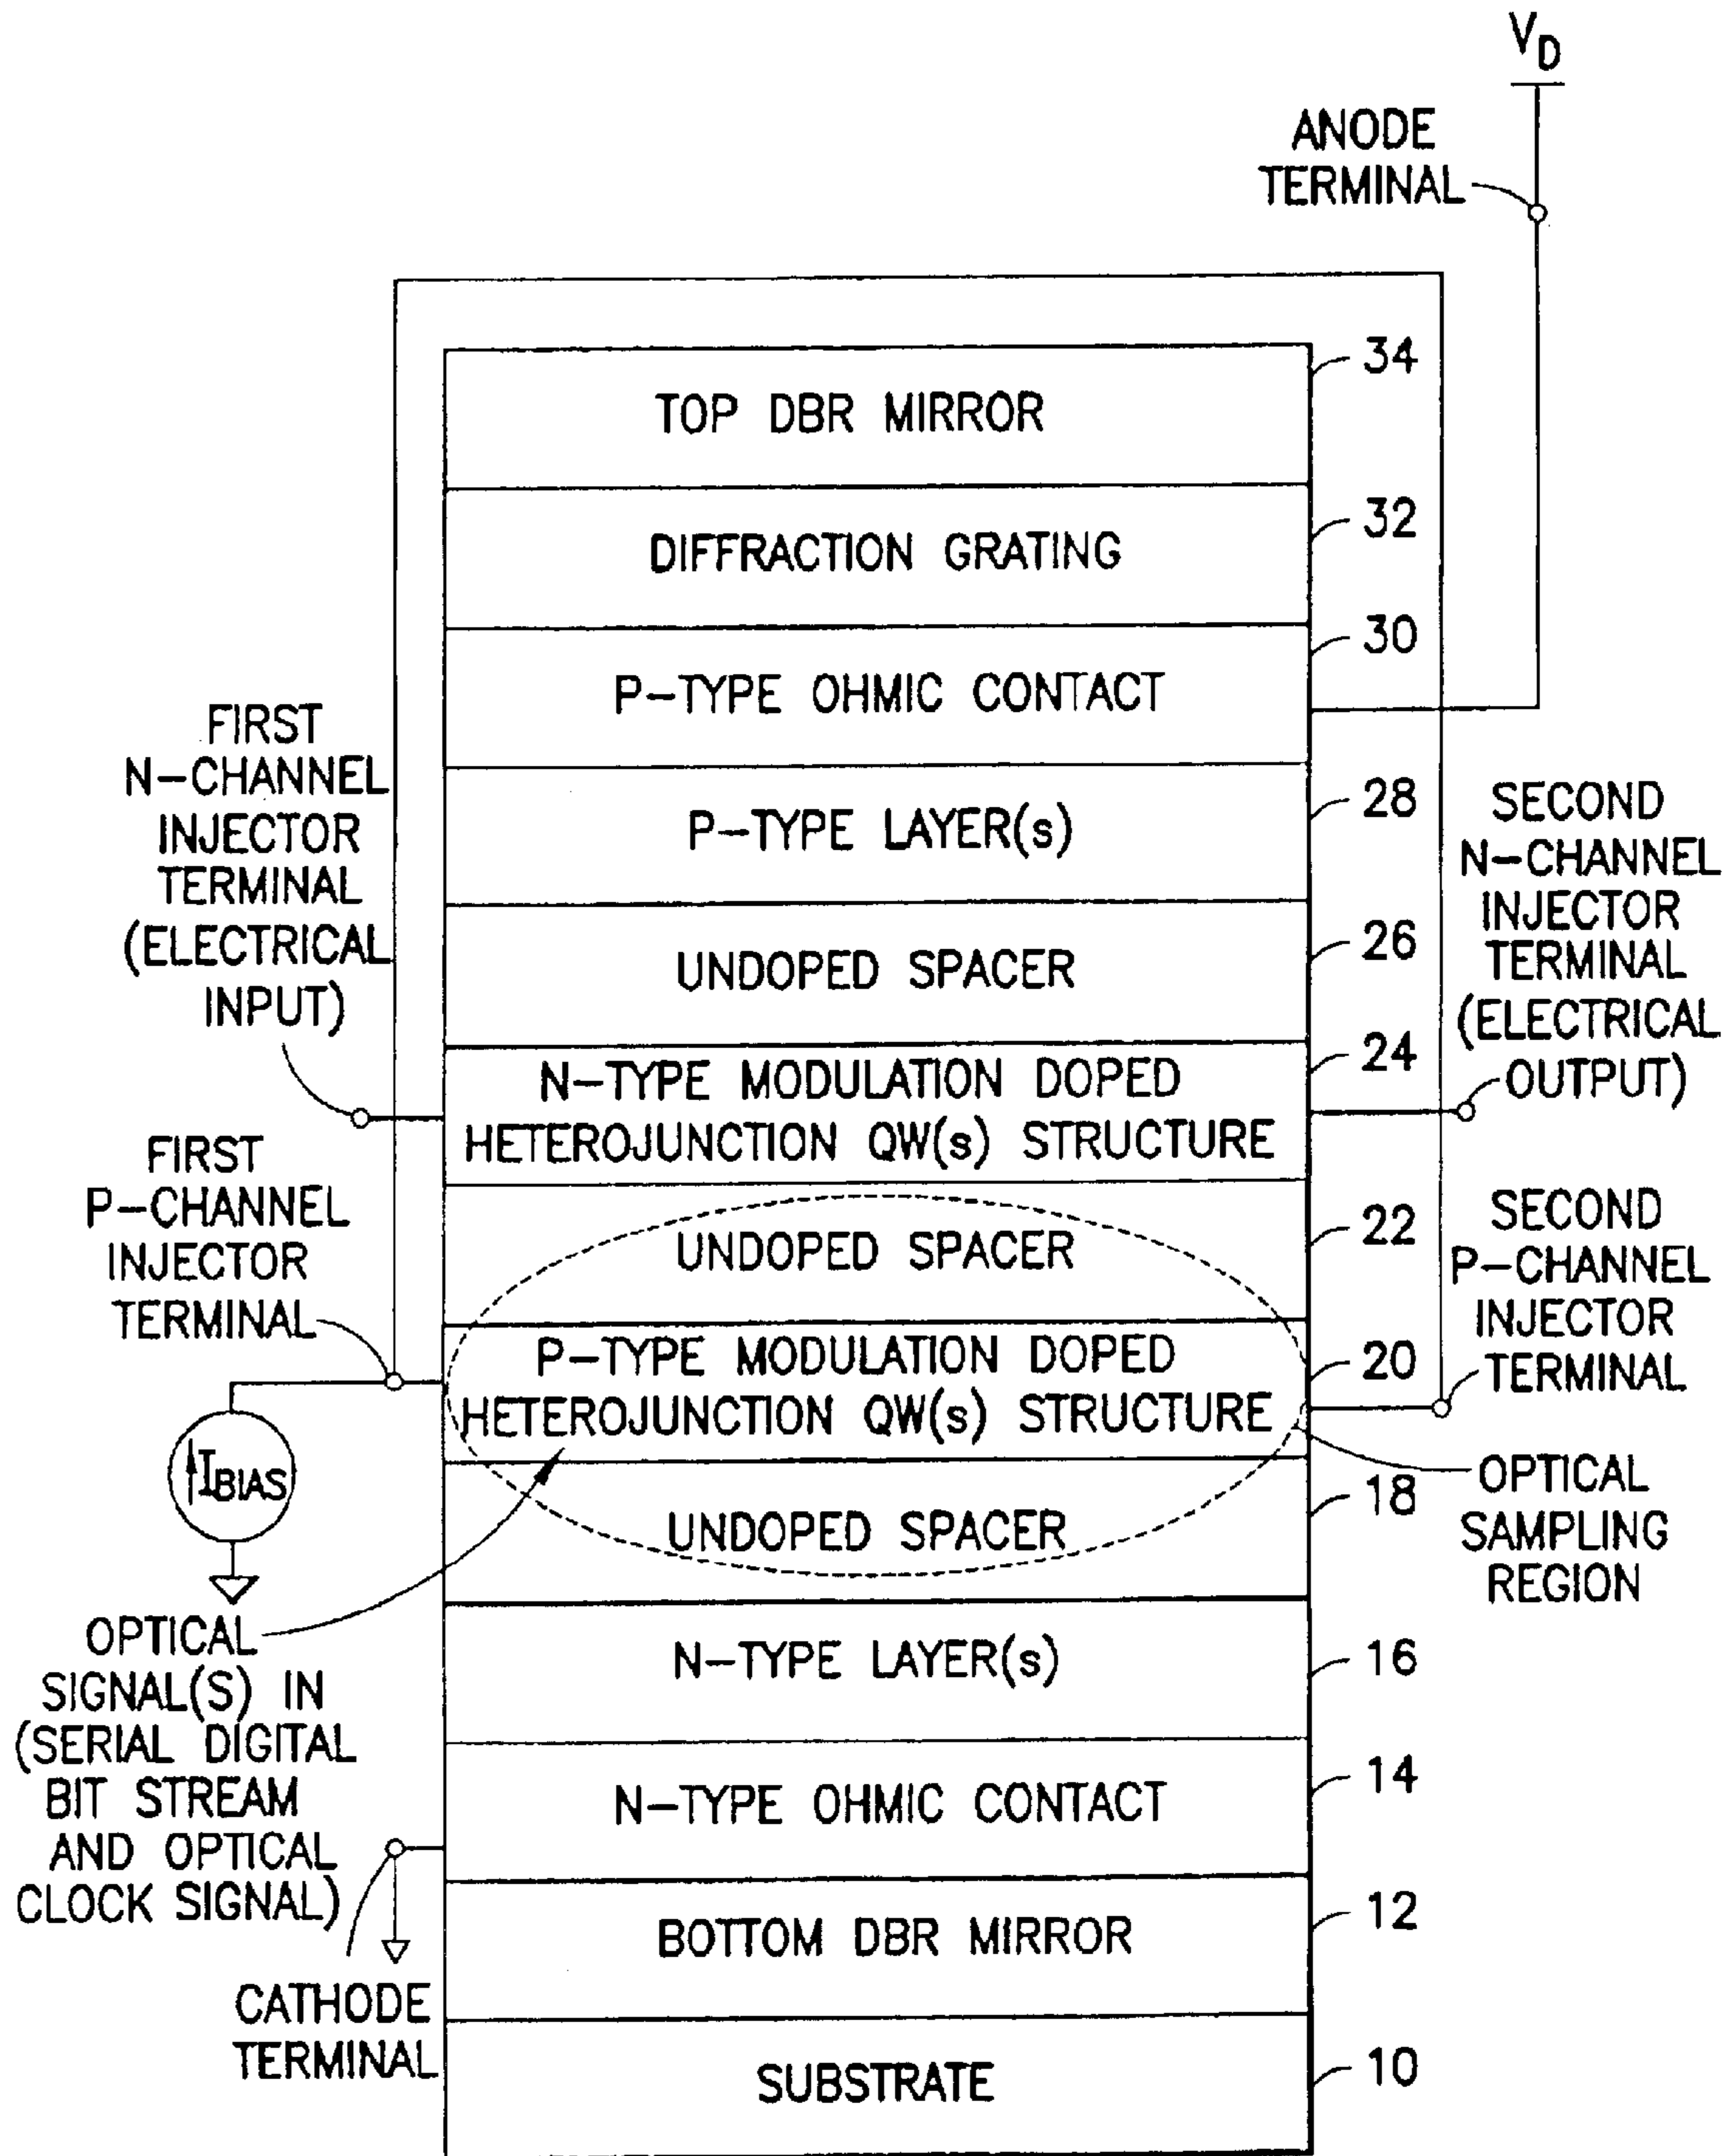 V_D
ANODE
TERMINAL
34
TOP DBR MIRROR
32
DIFFRACTION GRATING
30
P-TYPE OHMIC CONTACT
FIRST
N-CHANNEL
INJECTOR
TERMINAL
(ELECTRICAL
INPUT)
28
P-TYPE LAYER(s)
SECOND
N-CHANNEL
INJECTOR
TERMINAL
(ELECTRICAL
OUTPUT)
26
UNDOPED SPACER
24
N-TYPE MODULATION DOPED
HETEROJUNCTION QW(s) STRUCTURE
FIRST
P-CHANNEL
INJECTOR
TERMINAL
22
UNDOPED SPACER
SECOND
P-CHANNEL
INJECTOR
TERMINAL
20
P-TYPE MODULATION DOPED
HETEROJUNCTION QW(s) STRUCTURE
I_BIAS
18
UNDOPED SPACER
OPTICAL
SAMPLING
REGION
OPTICAL
SIGNAL(S) IN
(SERIAL DIGITAL
BIT STREAM
AND OPTICAL
CLOCK SIGNAL)
16
N-TYPE LAYER(s)
14
N-TYPE OHMIC CONTACT
12
BOTTOM DBR MIRROR
CATHODE
TERMINAL
10
SUBSTRATE